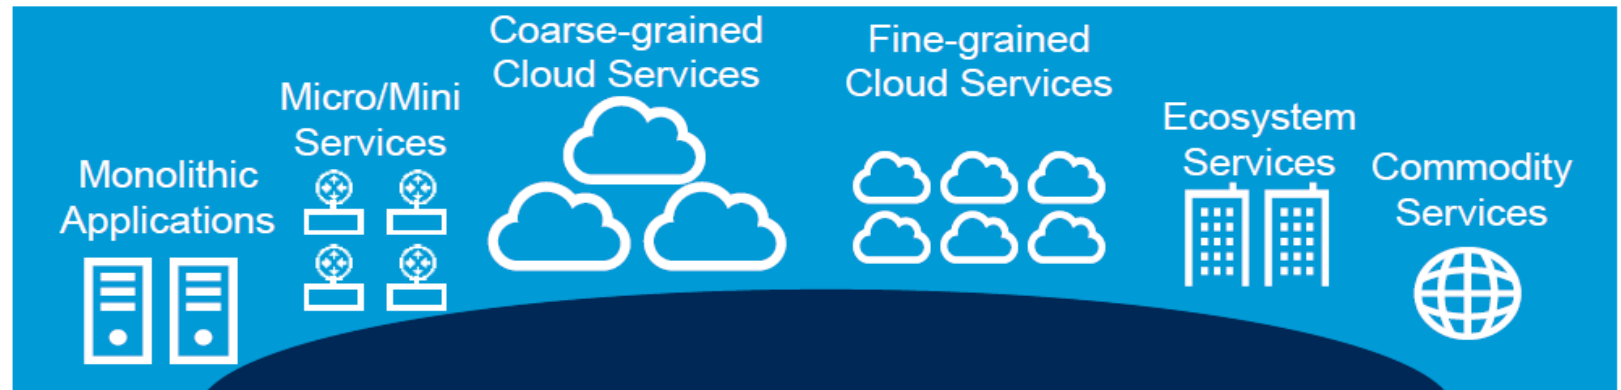 Monolithic
Applications
Micro/Mini
Services
Coarse-grained
Cloud Services
Fine-grained
Cloud Services
Ecosystem
Services
Commodity
Services